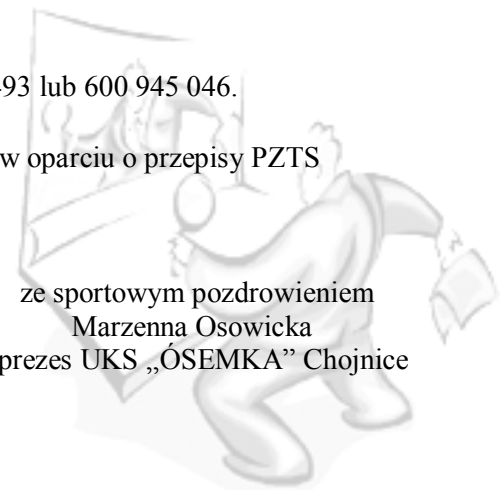 93 lub 600 945 046.
w oparciu o przepisy PZTS
ze sportowym pozdrowieniem
Marzenna Osowicka
prezes UKS „ÓSEMKA” Chojnice